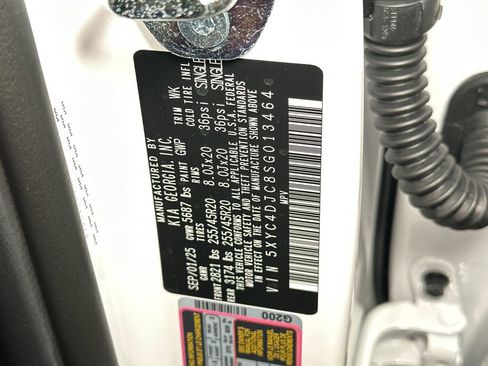 MANUFACTURED BY
KIA GEORGIA, INC.
SEP/01/25 GVWR 5687 lbs PAINT GWP TRIM WK
GAWR TIRES RIMS COLD TIRE INFL
FRONT 2821 lbs 255/45R20 8.0Jx20 36psi SINGLE
REAR 3174 lbs 255/45R20 8.0Jx20 36psi SINGLE
THIS VEHICLE CONFORMS TO ALL APPLICABLE U.S.A. FEDERAL
MOTOR VEHICLE SAFETY AND THEFT PREVENTION STANDARDS
IN EFFECT ON THE DATE OF MANUFACTURE SHOWN ABOVE
VIN 5XYC4DJC8SG013464
MPV
G200